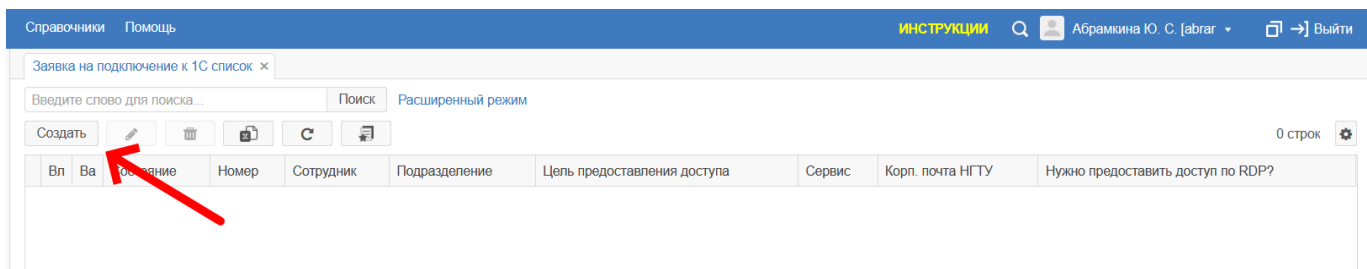 Справочники Помощь ИНСТРУКЦИИ Абрамкина Ю. С. [abrar Выйти
Заявка на подключение к 1С список ×
Введите слово для поиска... Поиск Расширенный режим
Создать 0 строк
Вл Ва Состояние Номер Сотрудник Подразделение Цель предоставления доступа Сервис Корп. почта НГТУ Нужно предоставить доступ по RDP?